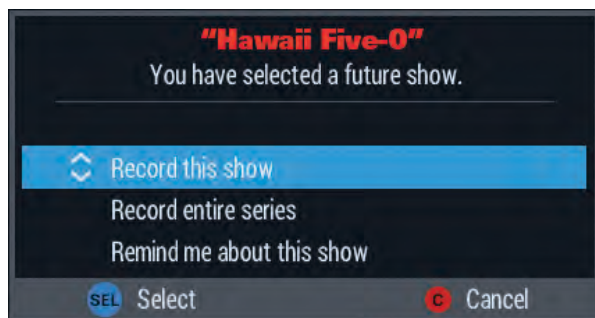 "Hawaii Five-0"
You have selected a future show.
Record this show
Record entire series
Remind me about this show
SEL Select C Cancel